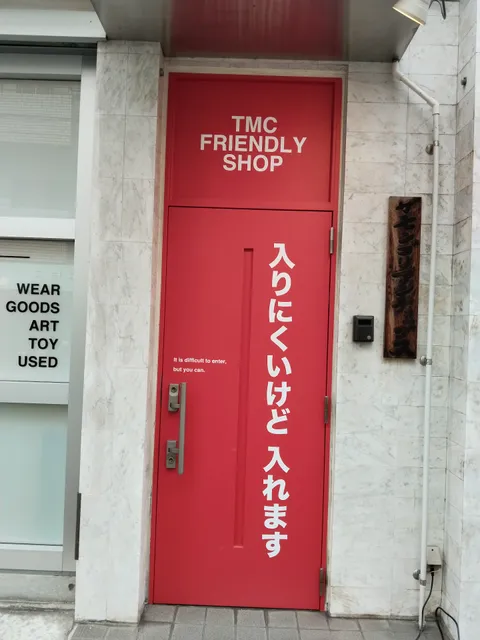 TMC
FRIENDLY
SHOP
入りにくいけど 入れます
It is difficult to enter,
but you can.
WEAR
GOODS
ART
TOY
USED